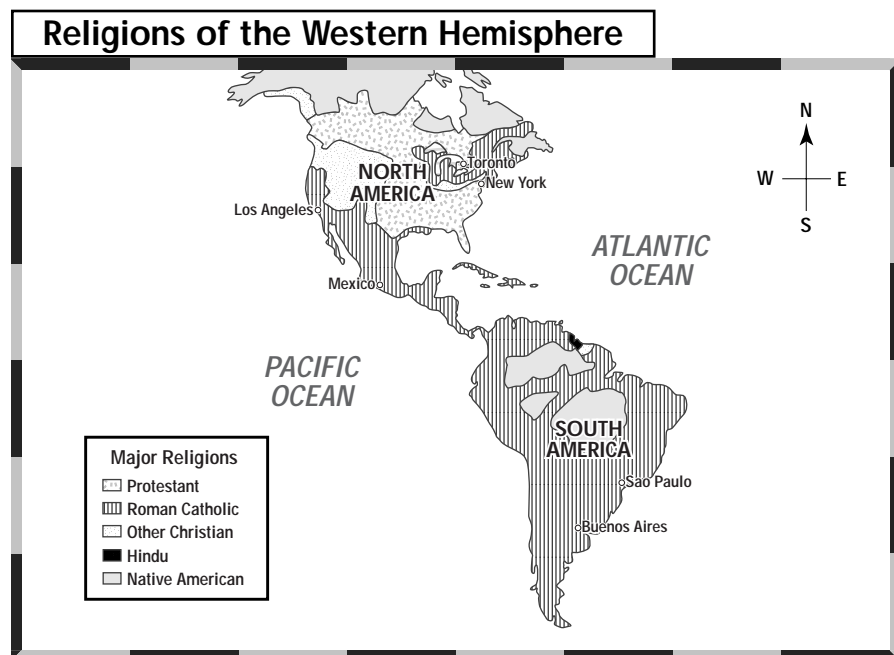 Religions of the Western Hemisphere
N
W
E
S
Toronto
NORTH
AMERICA
New York
Los Angeles
ATLANTIC
OCEAN
Mexico
PACIFIC
OCEAN
SOUTH
AMERICA
Sao Paulo
Buenos Aires
Major Religions
Protestant
Roman Catholic
Other Christian
Hindu
Native American